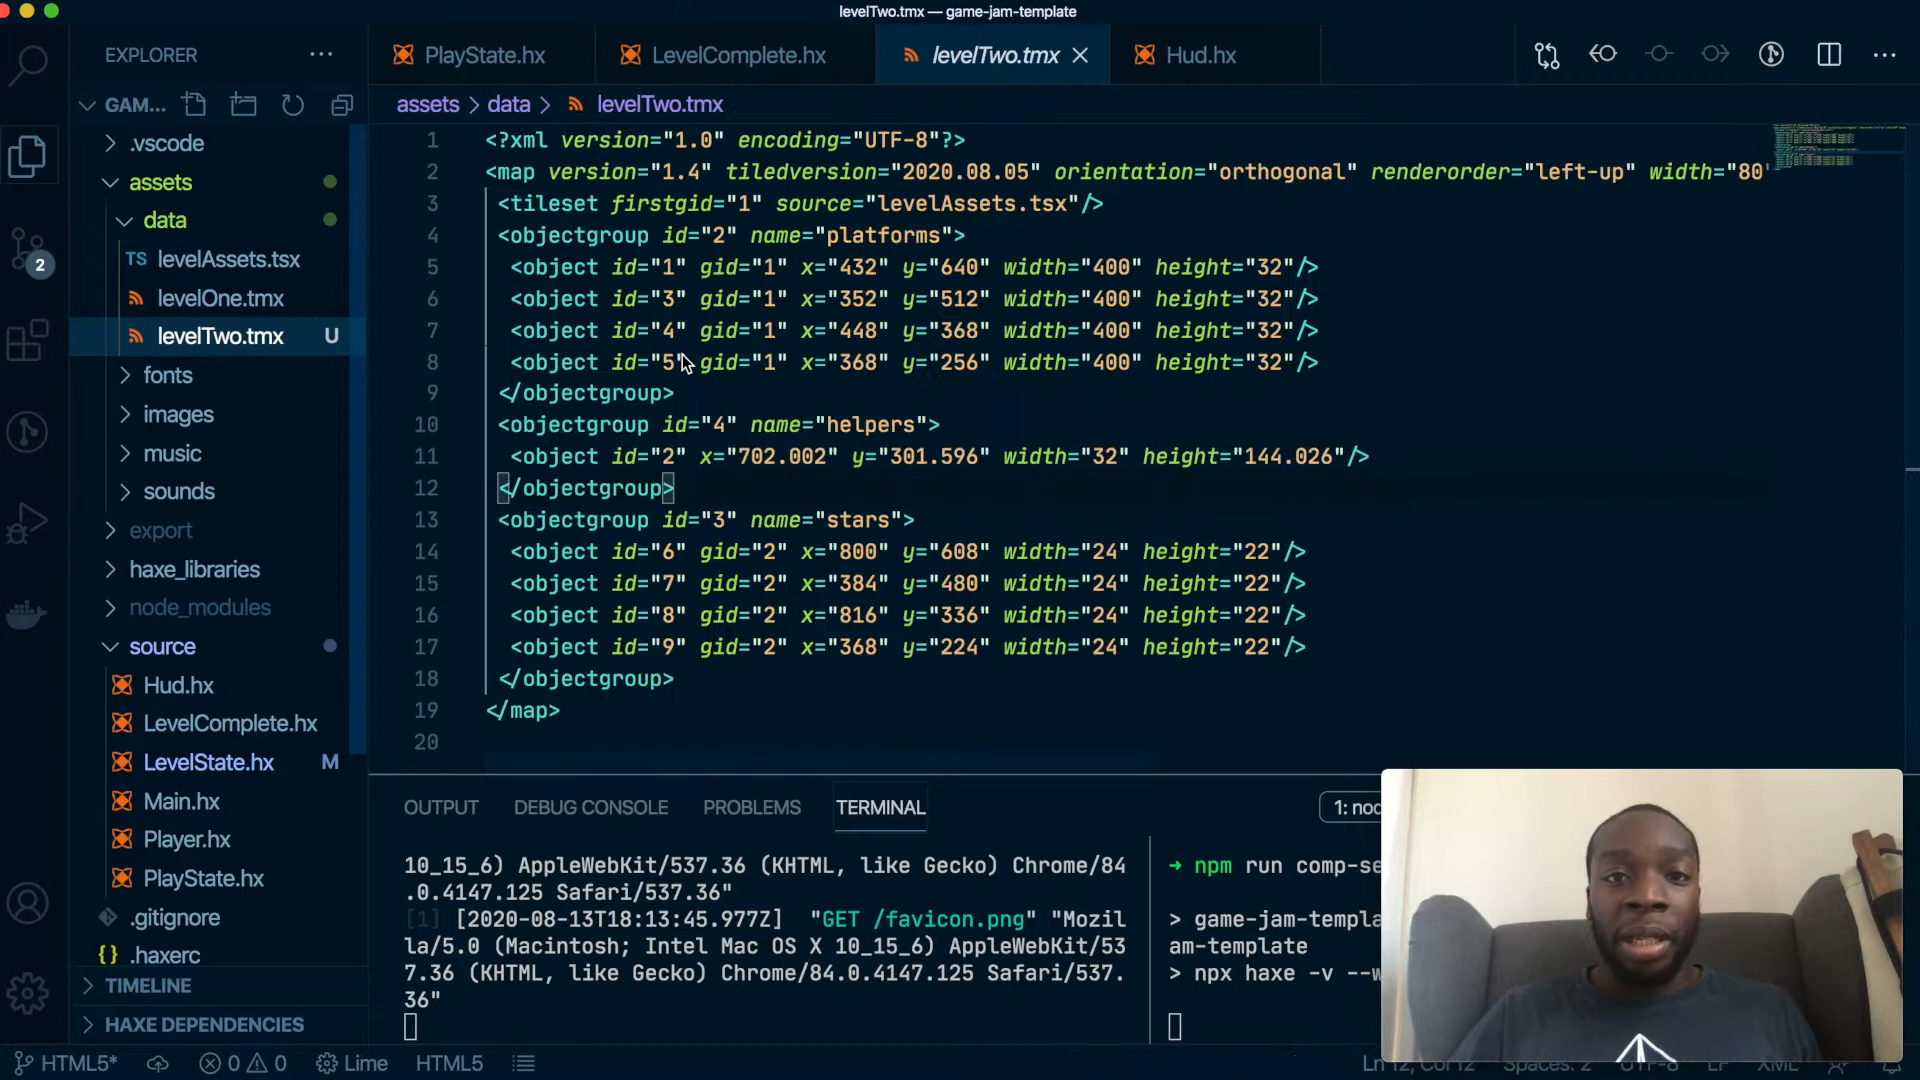 levelTwo.tmx — game-jam-template
EXPLORER
PlayState.hx
LevelComplete.hx
levelTwo.tmx
Hud.hx
GAM...
assets > data > levelTwo.tmx
.vscode
assets
data
TS levelAssets.tsx
levelOne.tmx
levelTwo.tmx U
fonts
images
music
sounds
export
haxe_libraries
node_modules
source
Hud.hx
LevelComplete.hx
LevelState.hx M
Main.hx
Player.hx
PlayState.hx
.gitignore
{} .haxerc
TIMELINE
HAXE DEPENDENCIES
2
1 <?xml version="1.0" encoding="UTF-8"?>
2 <map version="1.4" tiledversion="2020.08.05" orientation="orthogonal" renderorder="left-up" width="80"
3 <tileset firstgid="1" source="levelAssets.tsx"/>
4 <objectgroup id="2" name="platforms">
5 <object id="1" gid="1" x="432" y="640" width="400" height="32"/>
6 <object id="3" gid="1" x="352" y="512" width="400" height="32"/>
7 <object id="4" gid="1" x="448" y="368" width="400" height="32"/>
8 <object id="5" gid="1" x="368" y="256" width="400" height="32"/>
9 </objectgroup>
10 <objectgroup id="4" name="helpers">
11 <object id="2" x="702.002" y="301.596" width="32" height="144.026"/>
12 </objectgroup>
13 <objectgroup id="3" name="stars">
14 <object id="6" gid="2" x="800" y="608" width="24" height="22"/>
15 <object id="7" gid="2" x="384" y="480" width="24" height="22"/>
16 <object id="8" gid="2" x="816" y="336" width="24" height="22"/>
17 <object id="9" gid="2" x="368" y="224" width="24" height="22"/>
18 </objectgroup>
19 </map>
20
OUTPUT DEBUG CONSOLE PROBLEMS TERMINAL
1: nod
10_15_6) AppleWebKit/537.36 (KHTML, like Gecko) Chrome/84
.0.4147.125 Safari/537.36"
[1] [2020-08-13T18:13:45.977Z] "GET /favicon.png" "Mozil
la/5.0 (Macintosh; Intel Mac OS X 10_15_6) AppleWebKit/53
7.36 (KHTML, like Gecko) Chrome/84.0.4147.125 Safari/537.
36"
→ npm run comp-se
> game-jam-templa
am-template
> npx haxe -v --w
HTML5* 0 0 Lime HTML5
Ln 12, Col 12 Spaces: 2 UTF-8 LF XML